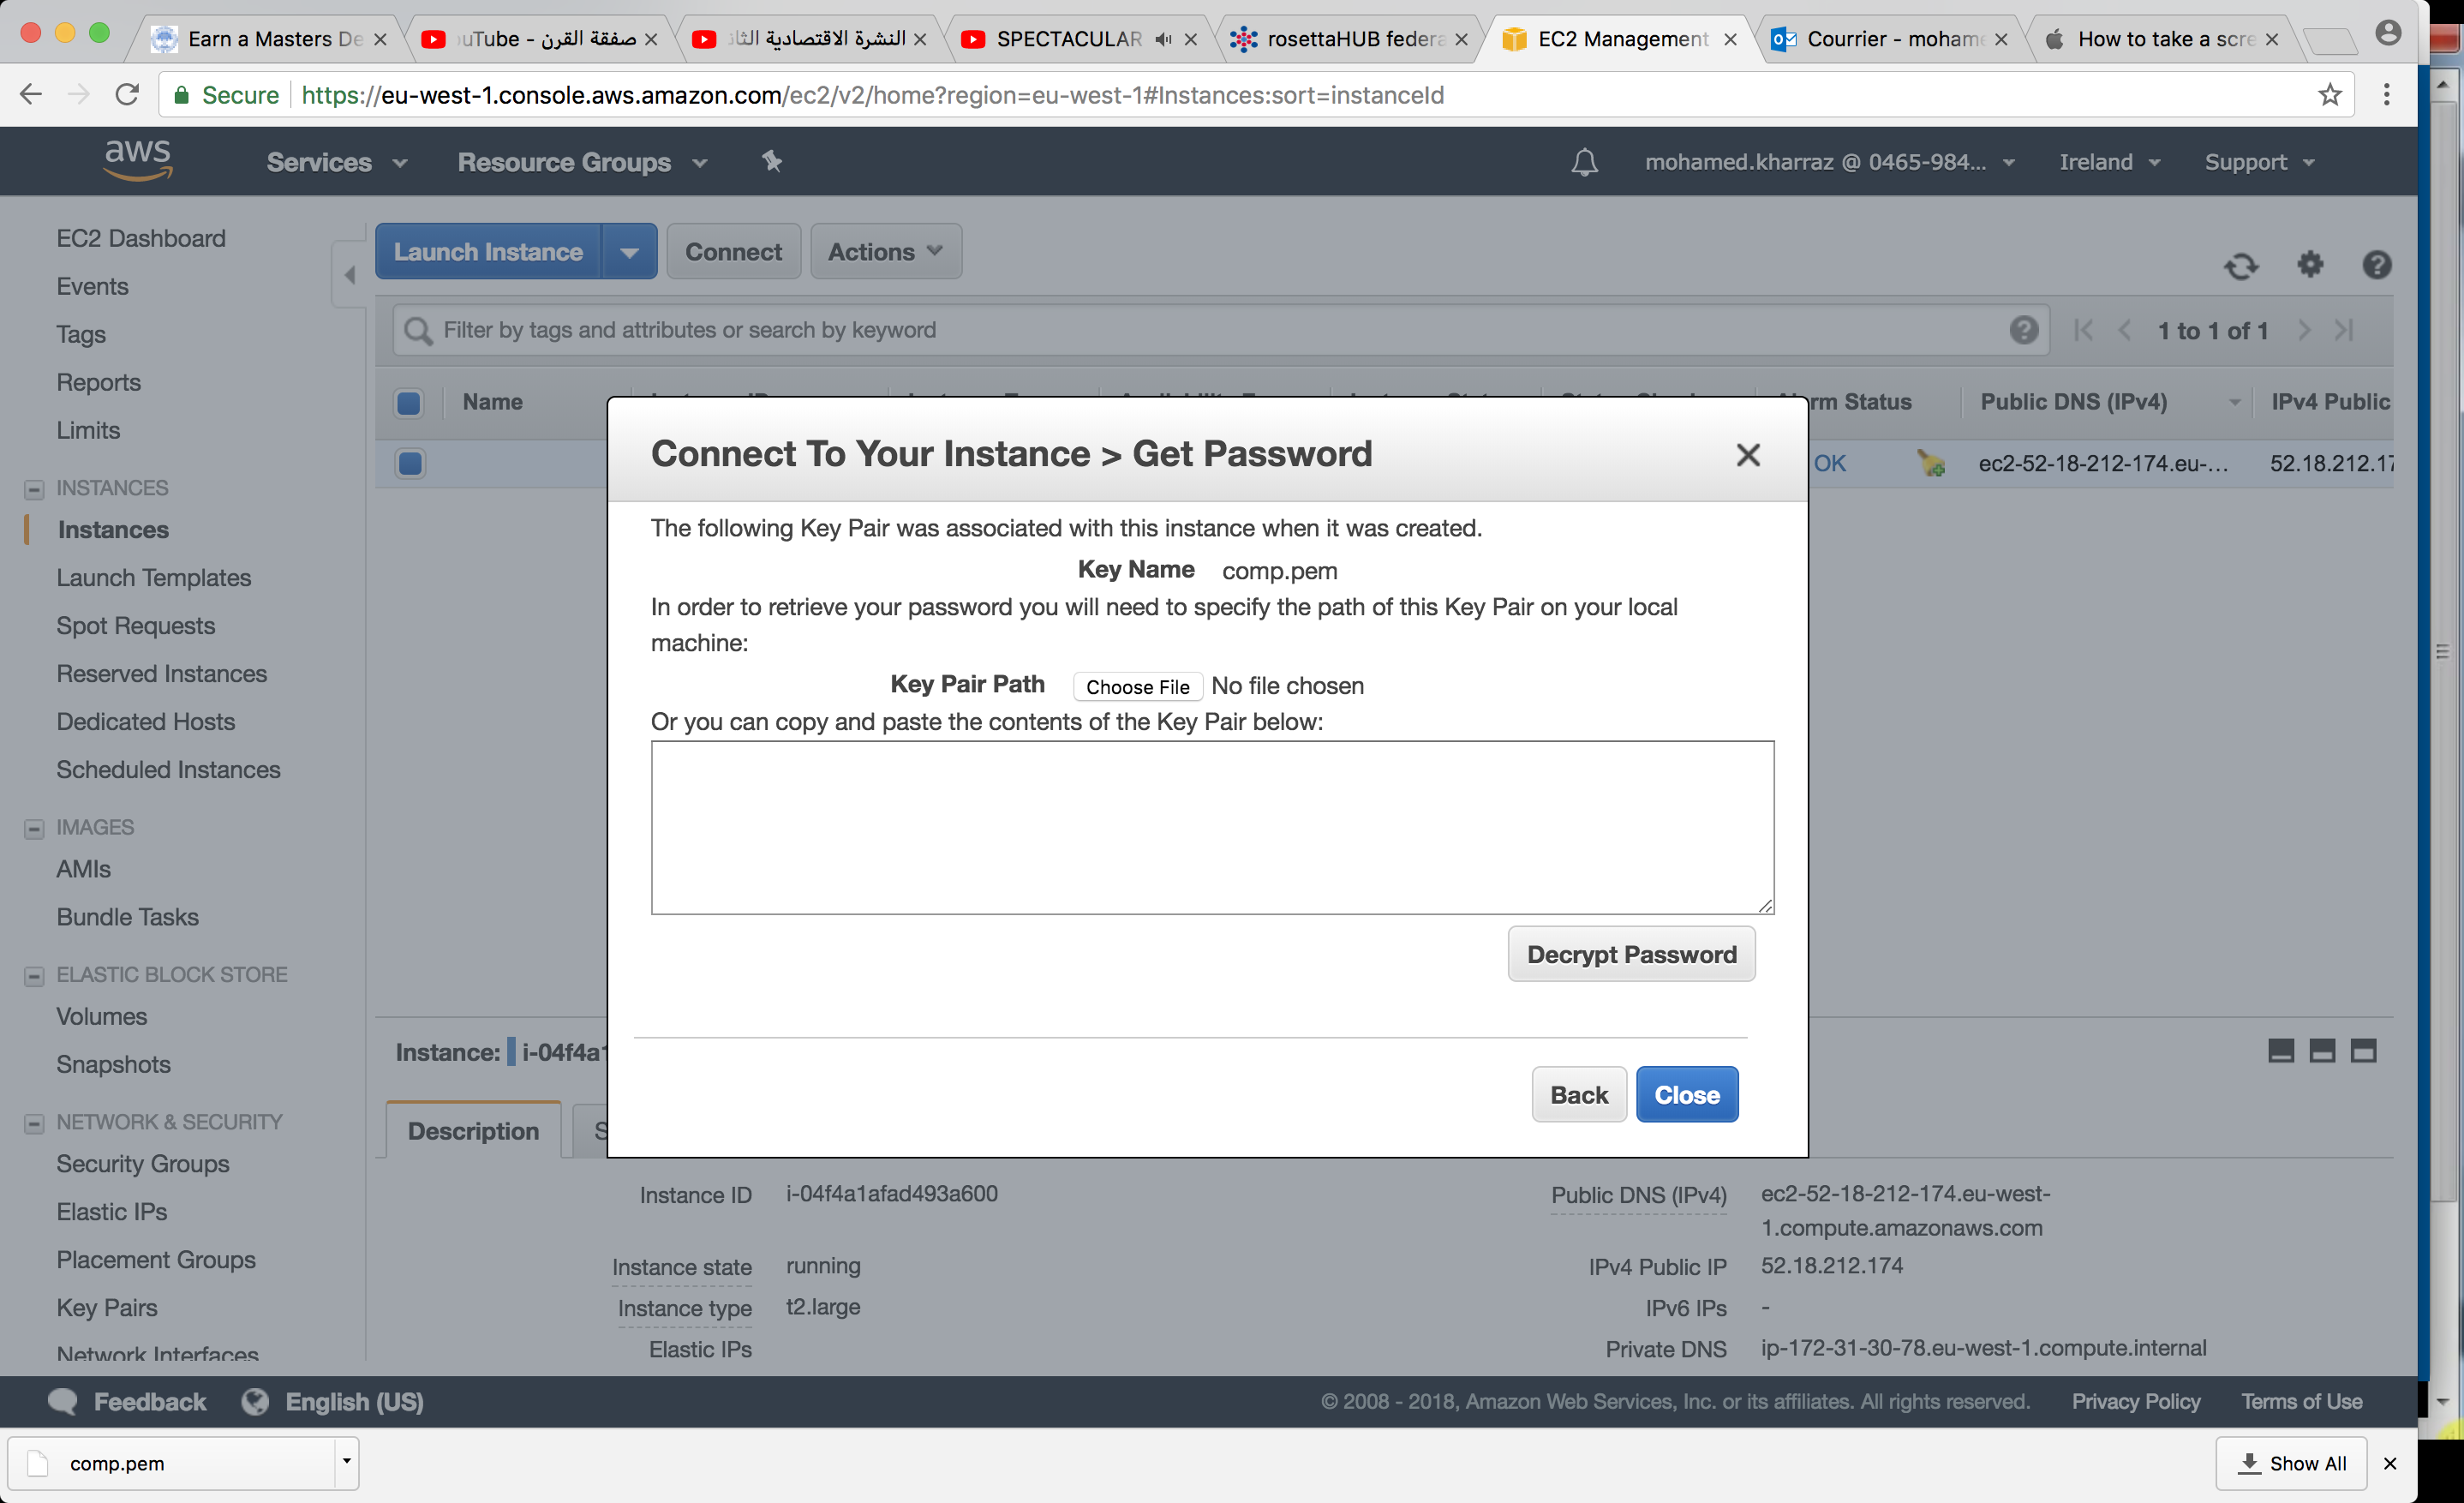 Earn a Masters De
uTube - صفقة القرن
النشرة الاقتصادية الثا
SPECTACULAR
rosettaHUB federa
EC2 Management
Courrier - mohame
How to take a scre
Secure https://eu-west-1.console.aws.amazon.com/ec2/v2/home?region=eu-west-1#Instances:sort=instanceId
aws Services Resource Groups mohamed.kharraz @ 0465-984... Ireland Support
EC2 Dashboard
Events
Tags
Reports
Limits
INSTANCES
Instances
Launch Templates
Spot Requests
Reserved Instances
Dedicated Hosts
Scheduled Instances
IMAGES
AMIs
Bundle Tasks
ELASTIC BLOCK STORE
Volumes
Snapshots
NETWORK & SECURITY
Security Groups
Elastic IPs
Placement Groups
Key Pairs
Network Interfaces
Launch Instance Connect Actions
Filter by tags and attributes or search by keyword 1 to 1 of 1
Name rm Status Public DNS (IPv4) IPv4 Public
OK ec2-52-18-212-174.eu-... 52.18.212.17
Connect To Your Instance > Get Password
The following Key Pair was associated with this instance when it was created.
Key Name comp.pem
In order to retrieve your password you will need to specify the path of this Key Pair on your local
machine:
Key Pair Path Choose File No file chosen
Or you can copy and paste the contents of the Key Pair below:
Decrypt Password
Back Close
Instance: i-04f4a1
Description S
Instance ID i-04f4a1afad493a600
Instance state running
Instance type t2.large
Elastic IPs
Public DNS (IPv4) ec2-52-18-212-174.eu-west-
1.compute.amazonaws.com
IPv4 Public IP 52.18.212.174
IPv6 IPs -
Private DNS ip-172-31-30-78.eu-west-1.compute.internal
Feedback English (US) © 2008 - 2018, Amazon Web Services, Inc. or its affiliates. All rights reserved. Privacy Policy Terms of Use
comp.pem Show All